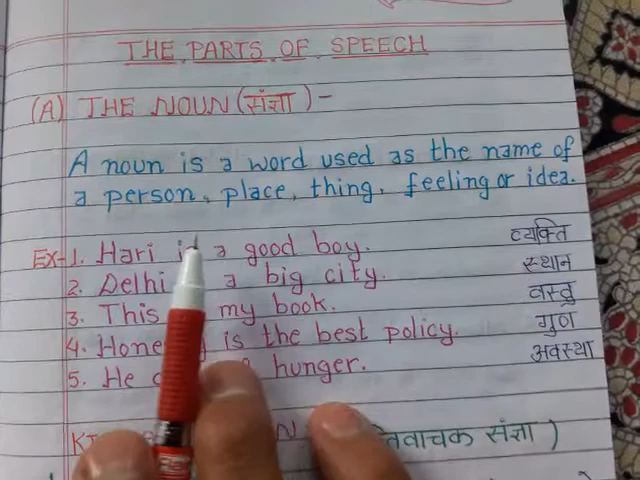 THE PARTS OF SPEECH
(A) THE NOUN (संज्ञा) -
A noun is a word used as the name of
a person, place, thing, feeling or idea.
Ex- 1. Hari is a good boy. व्यक्ति
2. Delhi a big city. स्थान
3. This my book. वस्तु
4. is the best policy. गुण
5. He hunger. अवस्था
संज्ञा )